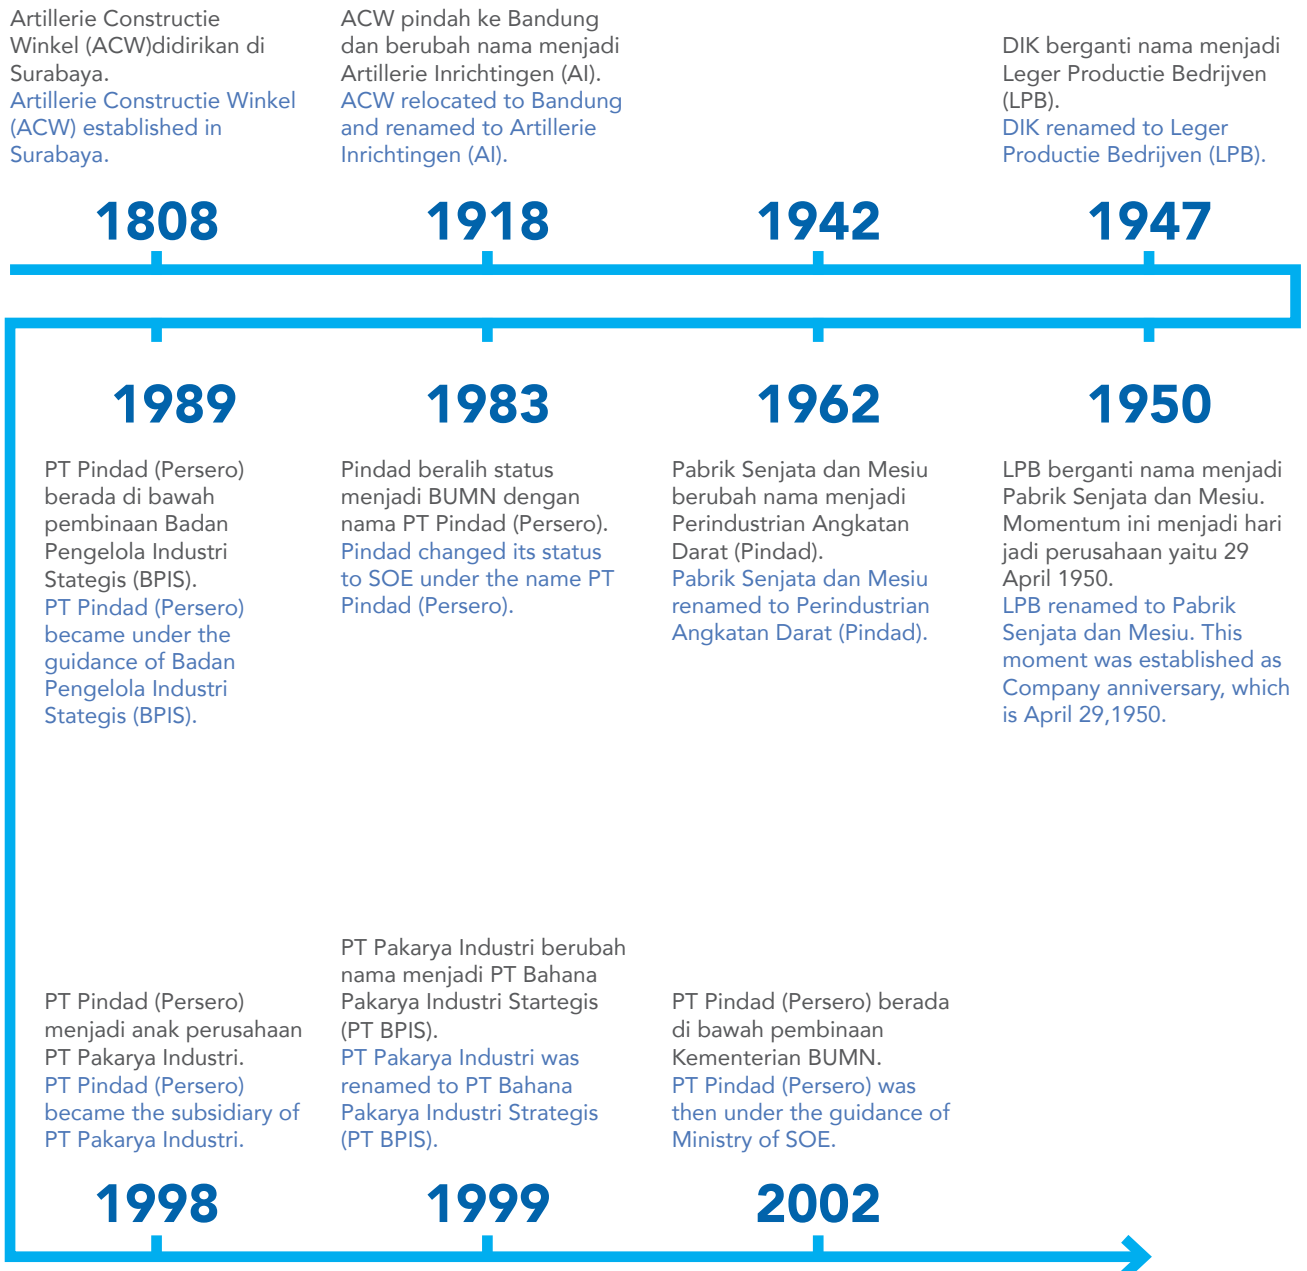 Artillerie Constructie
Winkel (ACW)didirikan di
Surabaya.
Artillerie Constructie Winkel
(ACW) established in
Surabaya.
1808
ACW pindah ke Bandung
dan berubah nama menjadi
Artillerie Inrichtingen (AI).
ACW relocated to Bandung
and renamed to Artillerie
Inrichtingen (AI).
1918
1942
DIK berganti nama menjadi
Leger Productie Bedrijven
(LPB).
DIK renamed to Leger
Productie Bedrijven (LPB).
1947
1950
LPB berganti nama menjadi
Pabrik Senjata dan Mesiu.
Momentum ini menjadi hari
jadi perusahaan yaitu 29
April 1950.
LPB renamed to Pabrik
Senjata dan Mesiu. This
moment was established as
Company anniversary, which
is April 29,1950.
1962
Pabrik Senjata dan Mesiu
berubah nama menjadi
Perindustrian Angkatan
Darat (Pindad).
Pabrik Senjata dan Mesiu
renamed to Perindustrian
Angkatan Darat (Pindad).
1983
Pindad beralih status
menjadi BUMN dengan
nama PT Pindad (Persero).
Pindad changed its status
to SOE under the name PT
Pindad (Persero).
1989
PT Pindad (Persero)
berada di bawah
pembinaan Badan
Pengelola Industri
Stategis (BPIS).
PT Pindad (Persero)
became under the
guidance of Badan
Pengelola Industri
Stategis (BPIS).
PT Pindad (Persero)
menjadi anak perusahaan
PT Pakarya Industri.
PT Pindad (Persero)
became the subsidiary of
PT Pakarya Industri.
1998
PT Pakarya Industri berubah
nama menjadi PT Bahana
Pakarya Industri Startegis
(PT BPIS).
PT Pakarya Industri was
renamed to PT Bahana
Pakarya Industri Strategis
(PT BPIS).
1999
PT Pindad (Persero) berada
di bawah pembinaan
Kementerian BUMN.
PT Pindad (Persero) was
then under the guidance of
Ministry of SOE.
2002